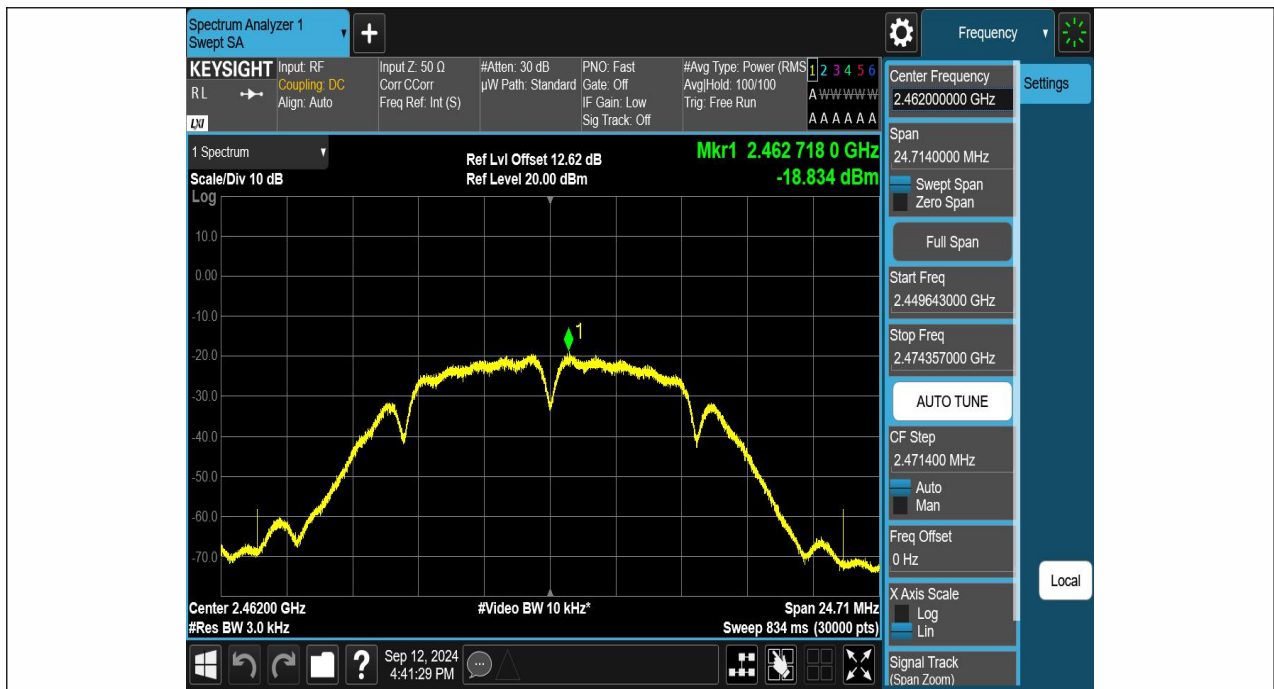 Spectrum Analyzer 1
Swept SA
+
Frequency
KEYSIGHT
RL
LXI
Input: RF
Coupling: DC
Align: Auto
Input Z: 50 Ω
Corr CCorr
Freq Ref: Int (S)
#Atten: 30 dB
µW Path: Standard
PNO: Fast
Gate: Off
IF Gain: Low
Sig Track: Off
#Avg Type: Power (RMS
Avg|Hold: 100/100
Trig: Free Run
1 2 3 4 5 6
A W W W W W
A A A A A A
1 Spectrum
Scale/Div 10 dB
Log
Ref Lvl Offset 12.62 dB
Ref Level 20.00 dBm
Mkr1 2.462 718 0 GHz
-18.834 dBm
10.0
0.00
-10.0
1
-20.0
-30.0
-40.0
-50.0
-60.0
-70.0
Center 2.46200 GHz
#Res BW 3.0 kHz
#Video BW 10 kHz*
Span 24.71 MHz
Sweep 834 ms (30000 pts)
?
Sep 12, 2024
4:41:29 PM
Center Frequency
2.462000000 GHz
Settings
Span
24.7140000 MHz
Swept Span
Zero Span
Full Span
Start Freq
2.449643000 GHz
Stop Freq
2.474357000 GHz
AUTO TUNE
CF Step
2.471400 MHz
Auto
Man
Freq Offset
0 Hz
Local
X Axis Scale
Log
Lin
Signal Track
(Span Zoom)